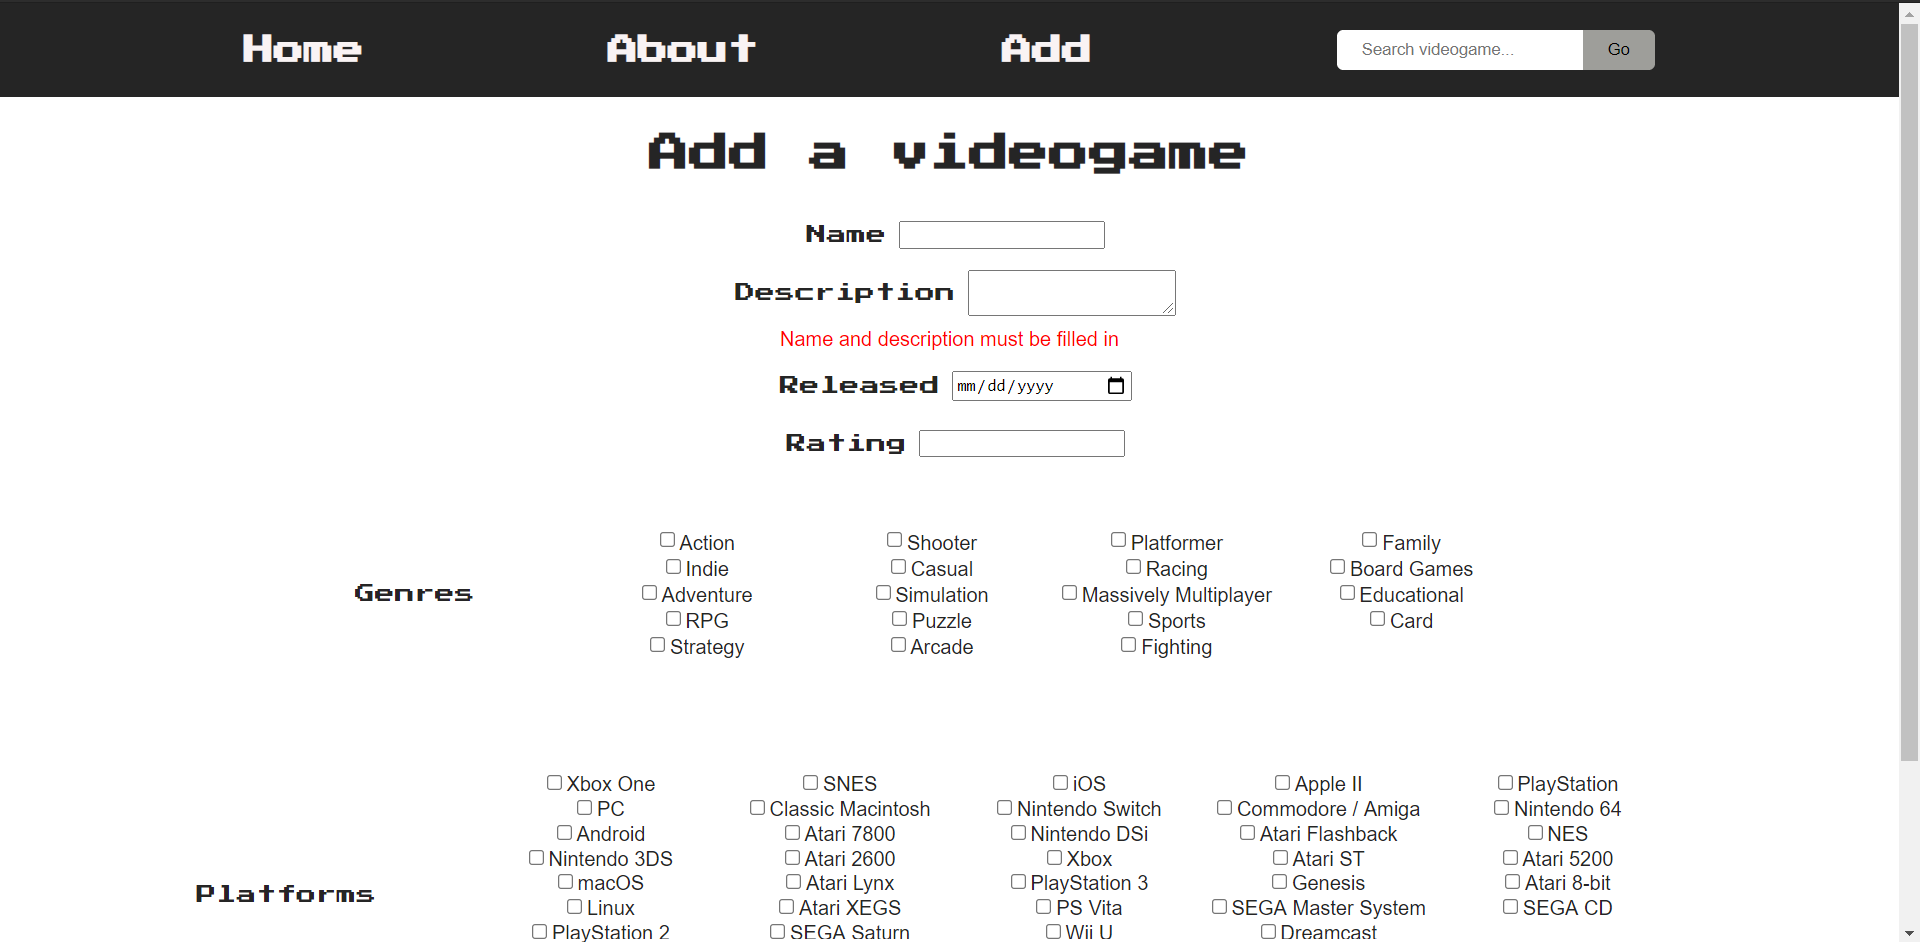 Home About Add Search videogame... Go
Add a videogame
Name
Description
Name and description must be filled in
Released mm/dd/yyyy
Rating
Genres
Action Shooter Platformer Family
Indie Casual Racing Board Games
Adventure Simulation Massively Multiplayer Educational
RPG Puzzle Sports Card
Strategy Arcade Fighting
Platforms
Xbox One SNES iOS Apple II PlayStation
PC Classic Macintosh Nintendo Switch Commodore / Amiga Nintendo 64
Android Atari 7800 Nintendo DSi Atari Flashback NES
Nintendo 3DS Atari 2600 Xbox Atari ST Atari 5200
macOS Atari Lynx PlayStation 3 Genesis Atari 8-bit
Linux Atari XEGS PS Vita SEGA Master System SEGA CD
PlayStation 2 SEGA Saturn Wii U Dreamcast